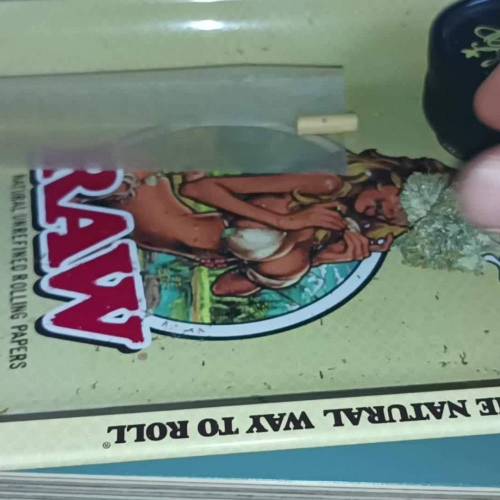 RAW
®
NATURAL UNREFINED ROLLING PAPERS
THE NATURAL WAY TO ROLL®